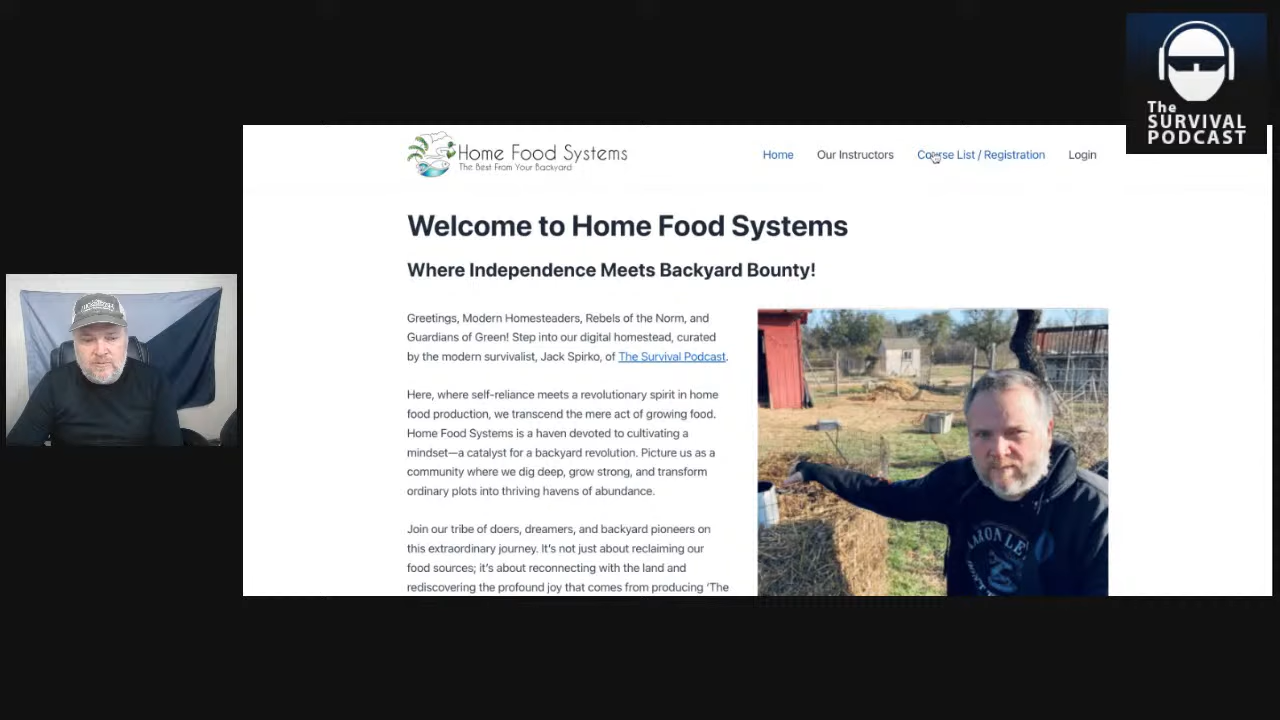 The
SURVIVAL
PODCAST
Home Food Systems
The Best From Your Backyard
Home Our Instructors Course List / Registration Login
Welcome to Home Food Systems
Where Independence Meets Backyard Bounty!
Greetings, Modern Homesteaders, Rebels of the Norm, and
Guardians of Green! Step into our digital homestead, curated
by the modern survivalist, Jack Spirko, of The Survival Podcast.
Here, where self-reliance meets a revolutionary spirit in home
food production, we transcend the mere act of growing food.
Home Food Systems is a haven devoted to cultivating a
mindset—a catalyst for a backyard revolution. Picture us as a
community where we dig deep, grow strong, and transform
ordinary plots into thriving havens of abundance.
Join our tribe of doers, dreamers, and backyard pioneers on
this extraordinary journey. It's not just about reclaiming our
food sources; it's about reconnecting with the land and
rediscovering the profound joy that comes from producing 'The